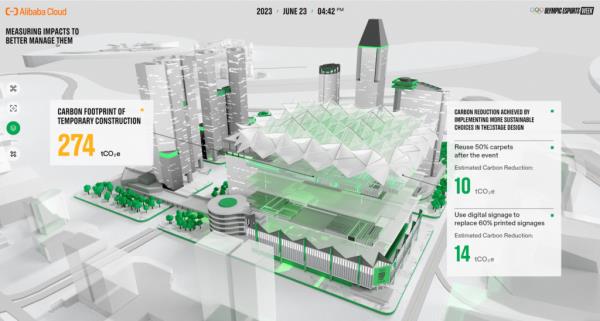 Alibaba Cloud
2023 / JUNE 23 / 04:42 PM
OLYMPIC ESPORTS WEEK
MEASURING IMPACTS TO
BETTER MANAGE THEM
CARBON FOOTPRINT OF
TEMPORARY CONSTRUCTION
274 tCO₂e
CARBON REDUCTION ACHIEVED BY
IMPLEMENTING MORE SUSTAINABLE
CHOICES IN THE STAGE DESIGN
Reuse 50% carpets
after the event
Estimated Carbon Reduction:
10 tCO₂e
Use digital signage to
replace 60% printed signages
Estimated Carbon Reduction:
14 tCO₂e